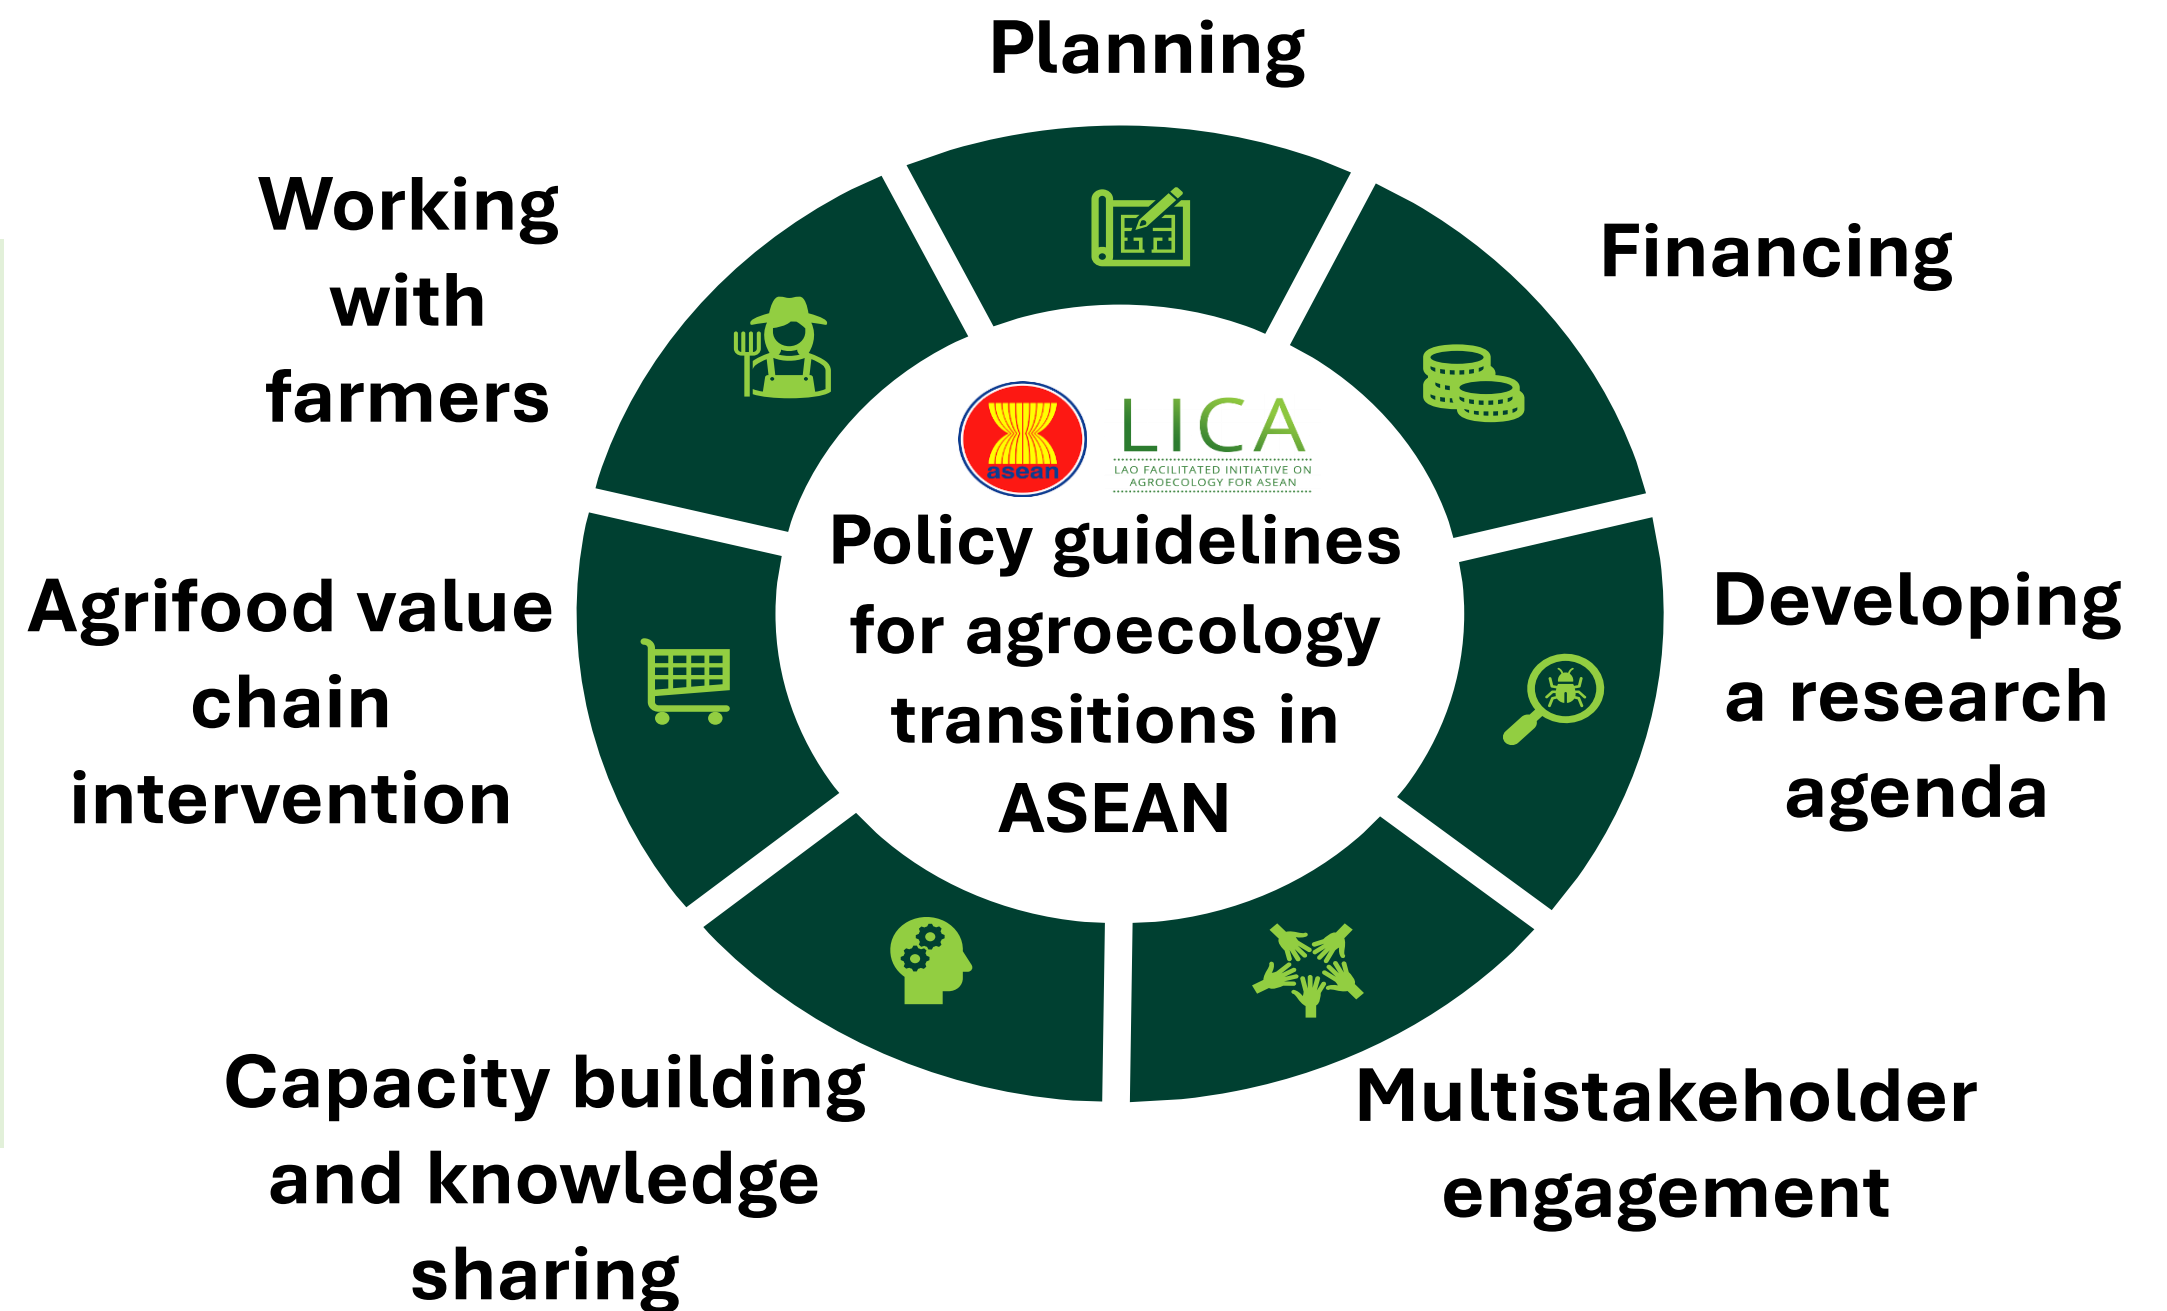 Planning
Financing
Developing
a research
agenda
Multistakeholder
engagement
Capacity building
and knowledge
sharing
Agrifood value
chain
intervention
Working
with
farmers
asean
LICA
LAO FACILITATED INITIATIVE ON
AGROECOLOGY FOR ASEAN
Policy guidelines
for agroecology
transitions in
ASEAN